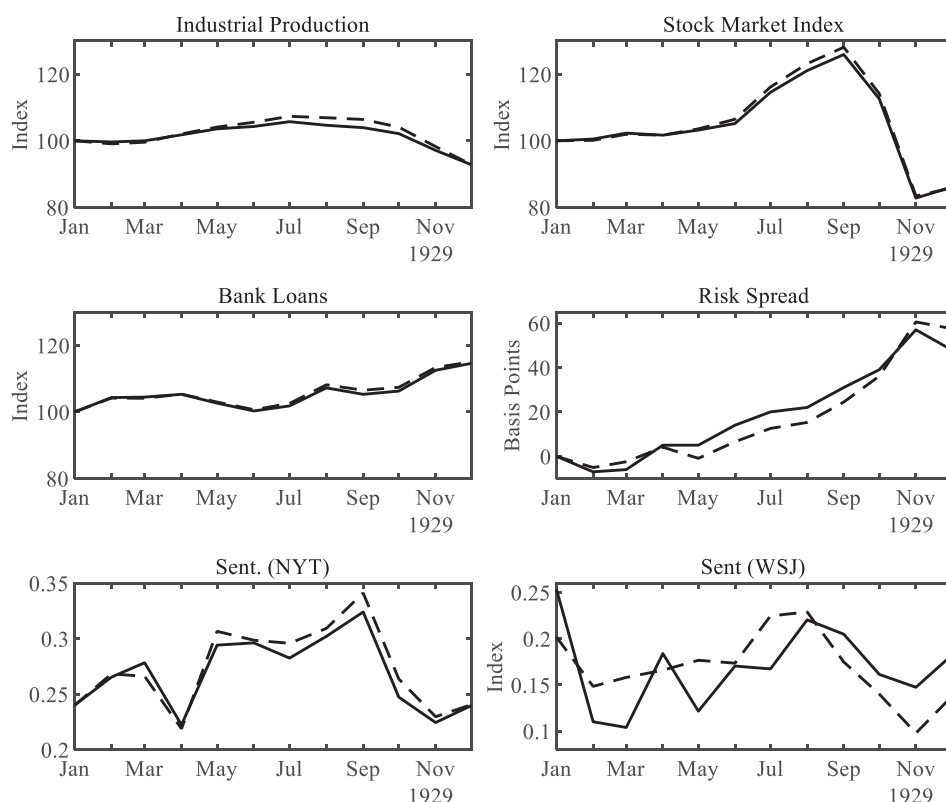 Industrial Production
120
100
80
Index
Jan Mar May Jul Sep Nov
1929
Stock Market Index
120
100
80
Index
Jan Mar May Jul Sep Nov
1929
Bank Loans
120
100
80
Index
Jan Mar May Jul Sep Nov
1929
Risk Spread
60
40
20
0
Basis Points
Jan Mar May Jul Sep Nov
1929
Sent. (NYT)
0.35
0.3
0.25
0.2
Jan Mar May Jul Sep Nov
1929
Sent (WSJ)
0.25
0.2
0.15
0.1
Index
Jan Mar May Jul Sep Nov
1929